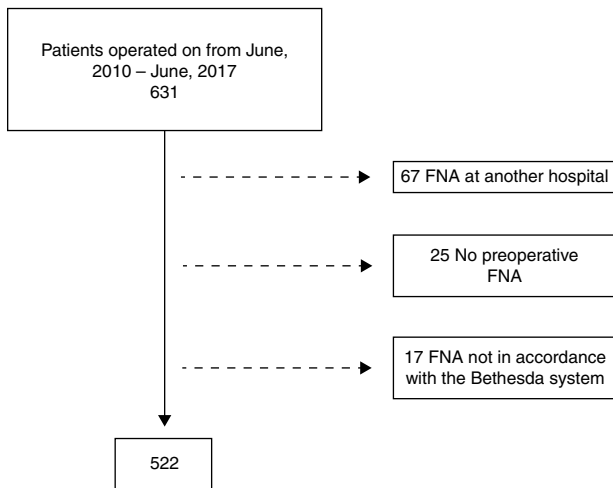 Patients operated on from June,
2010 – June, 2017
631
67 FNA at another hospital
25 No preoperative
FNA
17 FNA not in accordance
with the Bethesda system
522